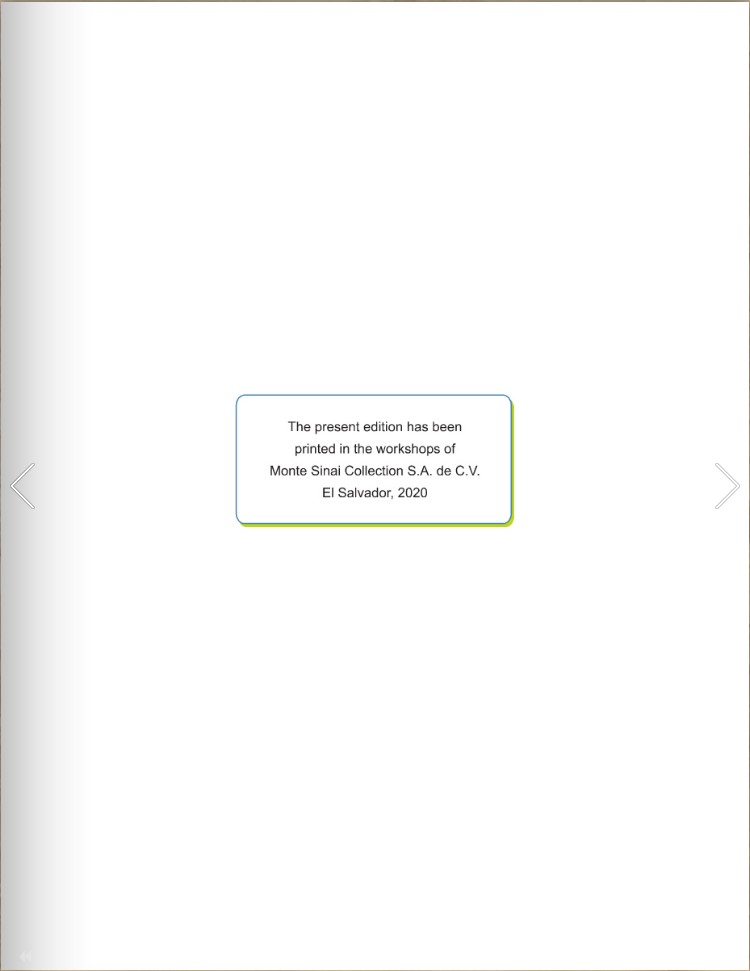 The present edition has been
printed in the workshops of
Monte Sinai Collection S.A. de C.V.
El Salvador, 2020